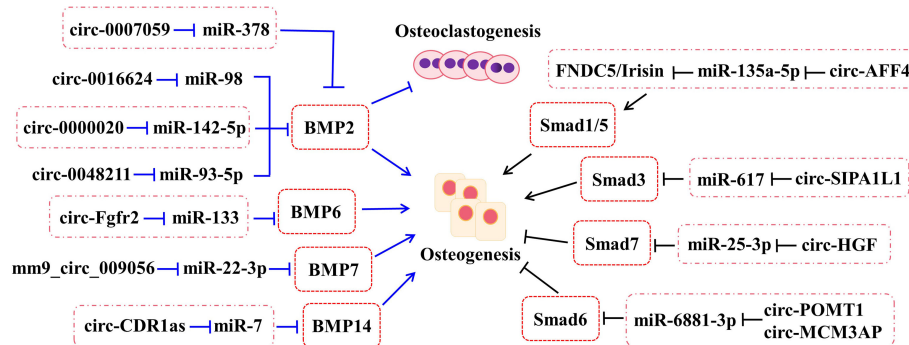 circ-0007059 miR-378
Osteoclastogenesis
circ-0016624 miR-98
FNDC5/Irisin miR-135a-5p circ-AFF4
circ-0000020 miR-142-5p BMP2
Smad1/5
circ-0048211 miR-93-5p
Smad3 miR-617 circ-SIPA1L1
circ-Fgfr2 miR-133 BMP6
Smad7 miR-25-3p circ-HGF
Osteogenesis
mm9_circ_009056 miR-22-3p BMP7
circ-CDR1as miR-7 BMP14
Smad6 miR-6881-3p circ-POMT1
circ-MCM3AP